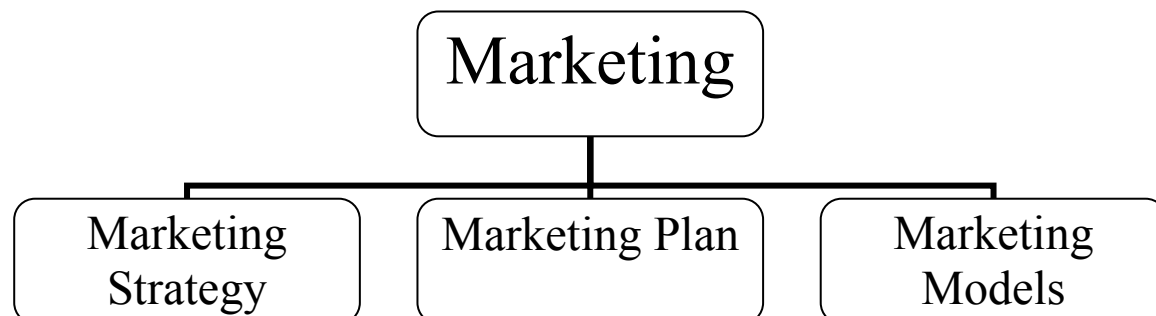 Marketing
Marketing
Strategy
Marketing Plan
Marketing
Models